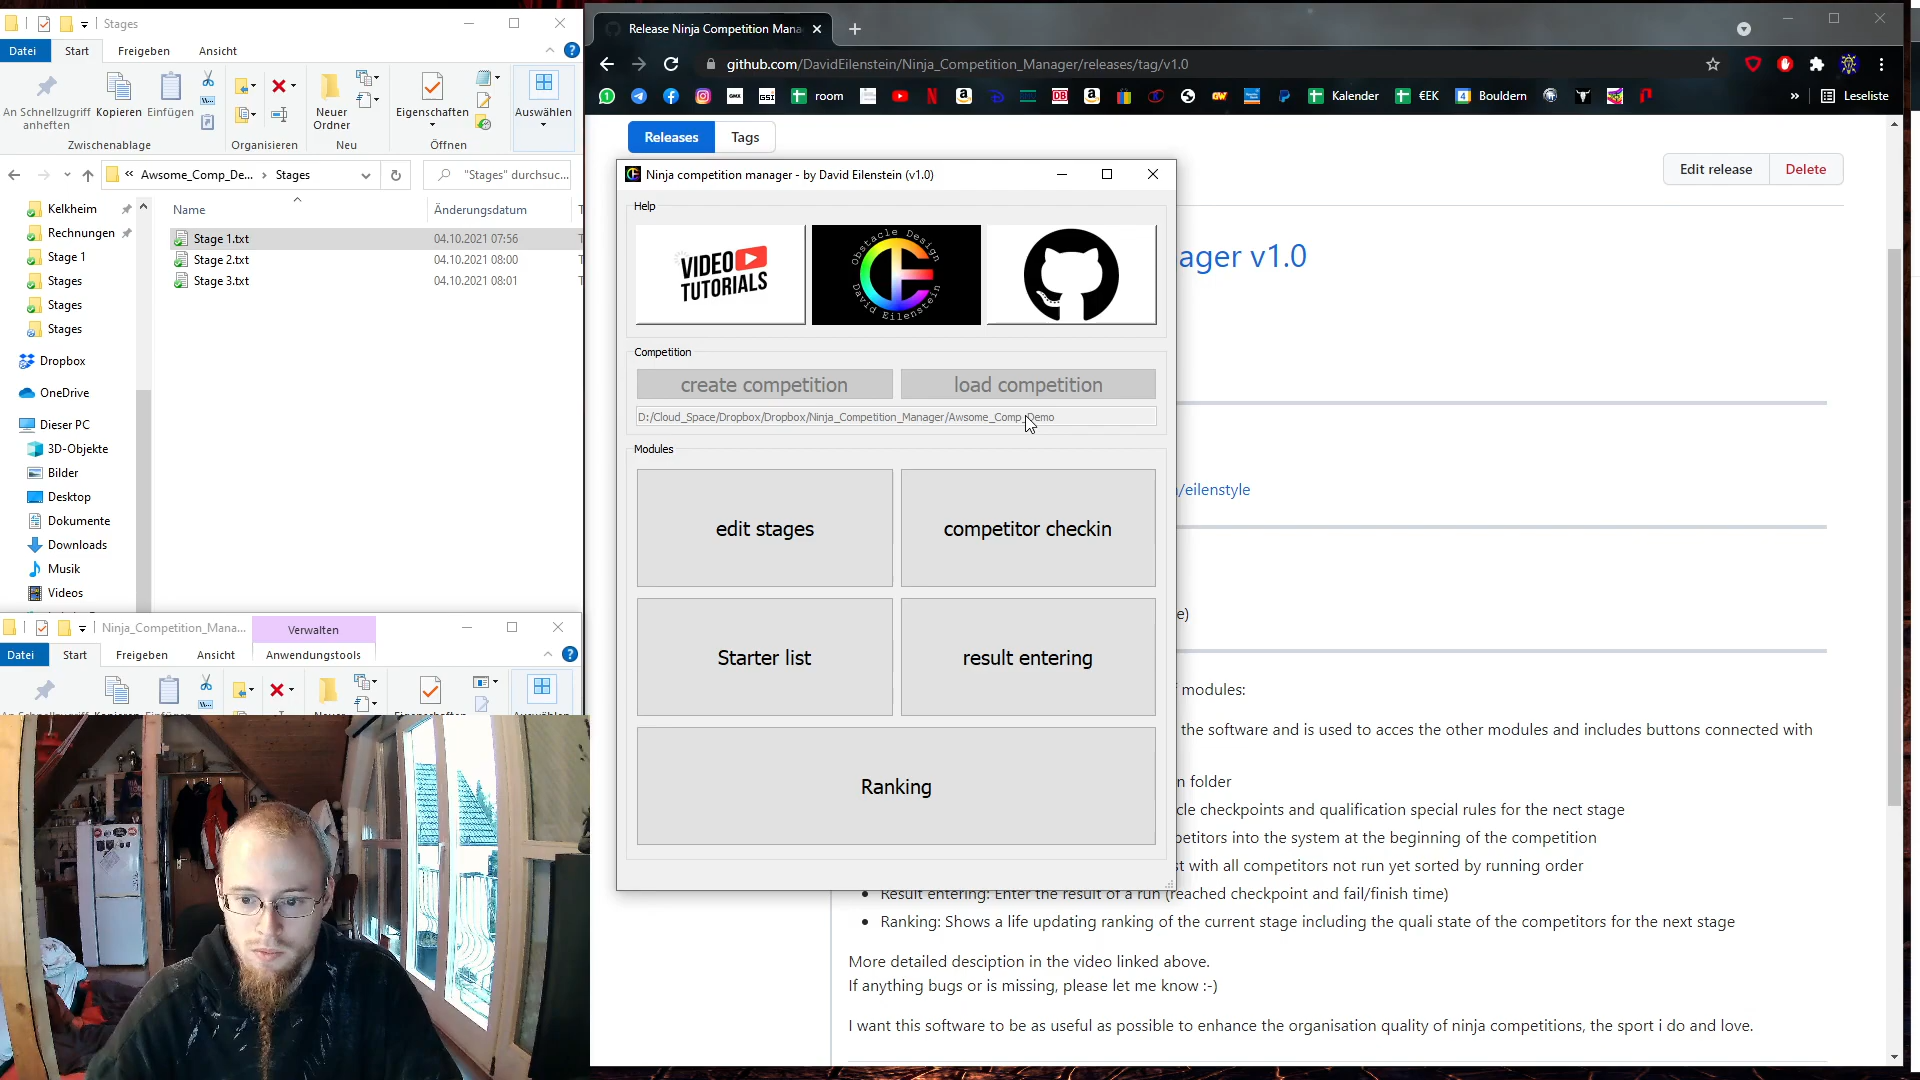 Stages
Datei Start Freigeben Ansicht
An Schnellzugriff anheften
Kopieren
Einfügen
Neuer Ordner
Eigenschaften
Auswählen
Zwischenablage Organisieren Neu Öffnen
« Awsome_Comp_De... › Stages
"Stages" durchsuc...
Name Änderungsdatum
Kelkheim
Rechnungen
Stage 1
Stages
Stages
Stages
Dropbox
OneDrive
Dieser PC
3D-Objekte
Bilder
Desktop
Dokumente
Downloads
Musik
Videos
Stage 1.txt 04.10.2021 07:56
Stage 2.txt 04.10.2021 08:00
Stage 3.txt 04.10.2021 08:01
Ninja_Competition_Mana... Verwalten
Datei Start Freigeben Ansicht Anwendungstools
Release Ninja Competition Mana
github.com/DavidEilenstein/Ninja_Competition_Manager/releases/tag/v1.0
GMX GSI room DB Kalender €EK 4 Bouldern » Leseliste
Releases Tags
Edit release Delete
ager v1.0
/eilenstyle
e)
modules:
the software and is used to acces the other modules and includes buttons connected with
n folder
cle checkpoints and qualification special rules for the nect stage
petitors into the system at the beginning of the competition
st with all competitors not run yet sorted by running order
Result entering: Enter the result of a run (reached checkpoint and fail/finish time)
Ranking: Shows a life updating ranking of the current stage including the quali state of the competitors for the next stage
More detailed desciption in the video linked above.
If anything bugs or is missing, please let me know :-)
I want this software to be as useful as possible to enhance the organisation quality of ninja competitions, the sport i do and love.
Ninja competition manager - by David Eilenstein (v1.0)
Help
VIDEO TUTORIALS
Obstacle Design
David Eilenstein
Competition
create competition load competition
D:/Cloud_Space/Dropbox/Dropbox/Ninja_Competition_Manager/Awsome_Comp_Demo
Modules
edit stages competitor checkin
Starter list result entering
Ranking